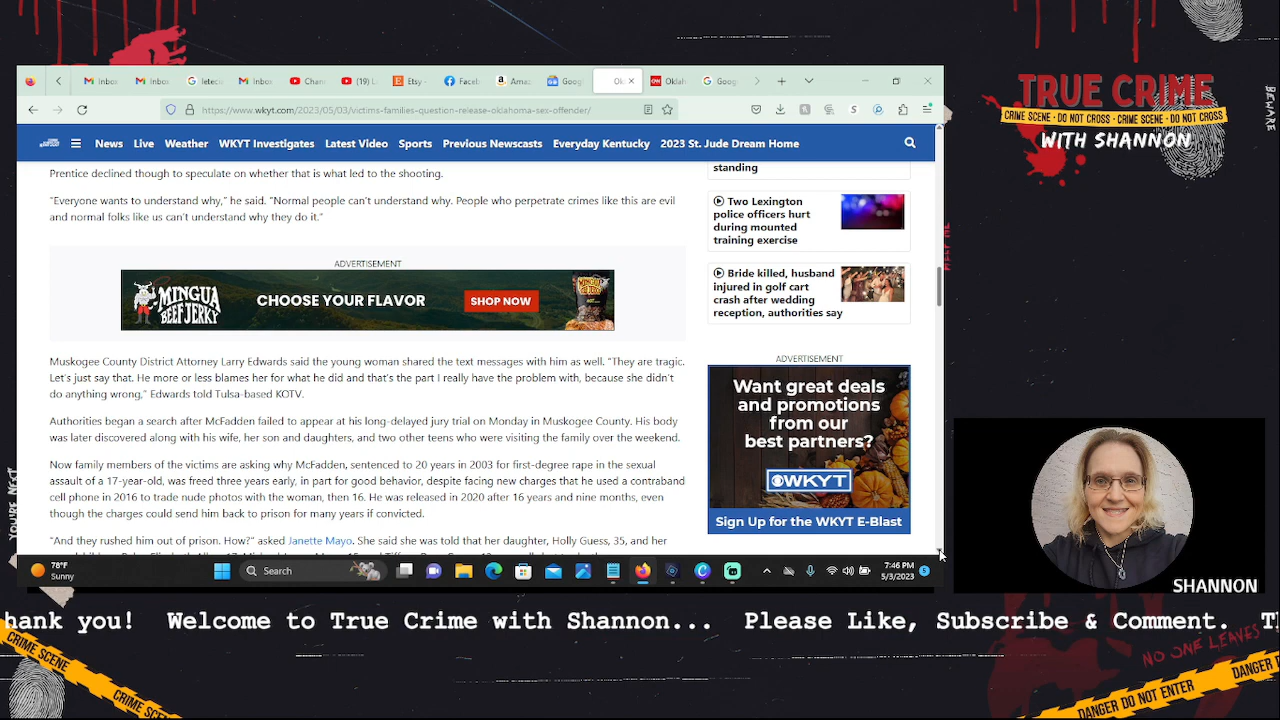 TRUE CRIME
CRIME SCENE · DO NOT CROSS · CRIME SCENE · DO NOT CROSS
WITH SHANNON
BEWARE
Inbox
Inbox
Inbox
(19)
Etsy -
Faceb
Amaz
https://www.wkyt.com/2023/05/03/victims-families-question-release-oklahoma-sex-offender/
News Live Weather WKYT Investigates Latest Video Sports Previous Newscasts Everyday Kentucky 2023 St. Jude Dream Home
Prentice declined though to speculate on whether that is what led to the shooting.
"Everyone wants to understand why," he said. "Normal people can't understand why. People who perpetrate crimes like this are evil
and normal folks like us can't understand why they do it."
ADVERTISEMENT
MINGUA
BEEF JERKY
CHOOSE YOUR FLAVOR
SHOP NOW
Muskogee County District Attorney Larry Edwards said the young woman shared the text messages with him as well. "They are tragic.
Let's just say that. He more or less blames her for what he did and that's the part I really have the problem with, because she didn't
do anything wrong," Edwards told Tulsa-based KOTV.
Authorities began a search after McFadden failed to appear at his long-delayed jury trial on Monday in Muskogee County. His body
was later discovered along with his wife, her son and daughters, and two other teens who were visiting the family over the weekend.
Now family members of the victims are asking why McFadden, sentenced to 20 years in 2003 for first-degree rape in the sexual
assault of a 17-year-old, was freed three years early, in part for good behavior, despite facing new charges that he used a contraband
cell phone in 2016 to trade nude photos with the woman, then 16. He was released in 2020 after 16 years and nine months, even
though the charges could send him back to prison for many years if convicted.
"And they rushed him out of prison. How?" asked Janette Mayo. She said she was told that her daughter, Holly Guess, 35, and her
standing
Two Lexington
police officers hurt
during mounted
training exercise
Bride killed, husband
injured in golf cart
crash after wedding
reception, authorities say
ADVERTISEMENT
Want great deals
and promotions
from our
best partners?
WKYT
Sign Up for the WKYT E-Blast
78°F
Sunny
Search
7:46 PM
5/3/2023
5
SHANNON
hank you! Welcome to True Crime with Shannon... Please Like, Subscribe & Comment. T
CRIME SCENE
CRIME S
NO ONE LEAVES
DANGER DO NOT ENTER
DANGER